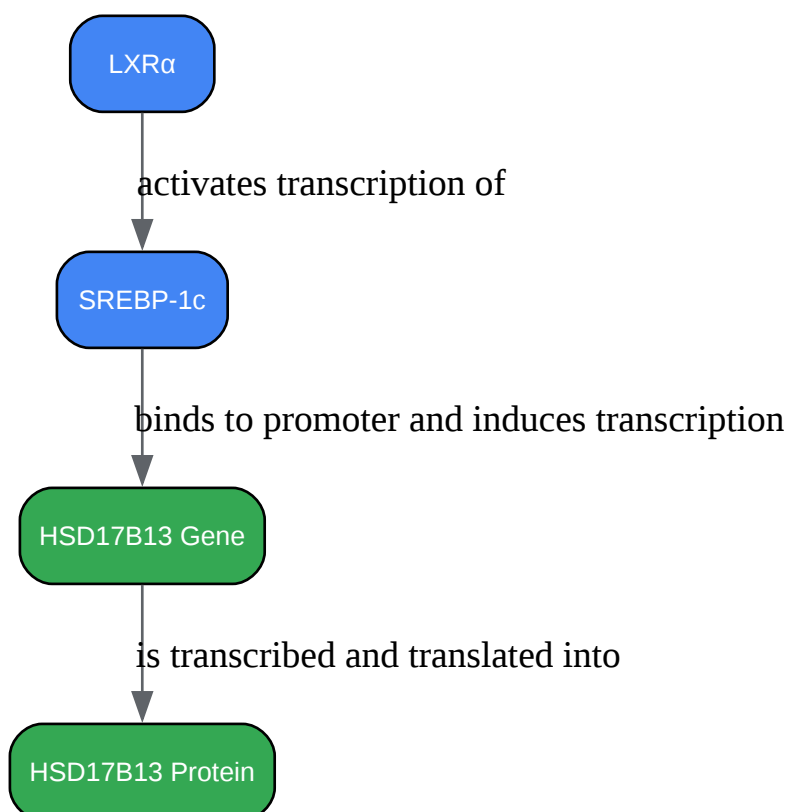 LXRα
activates transcription of
SREBP-1c
binds to promoter and induces transcription
HSD17B13 Gene
is transcribed and translated into
HSD17B13 Protein